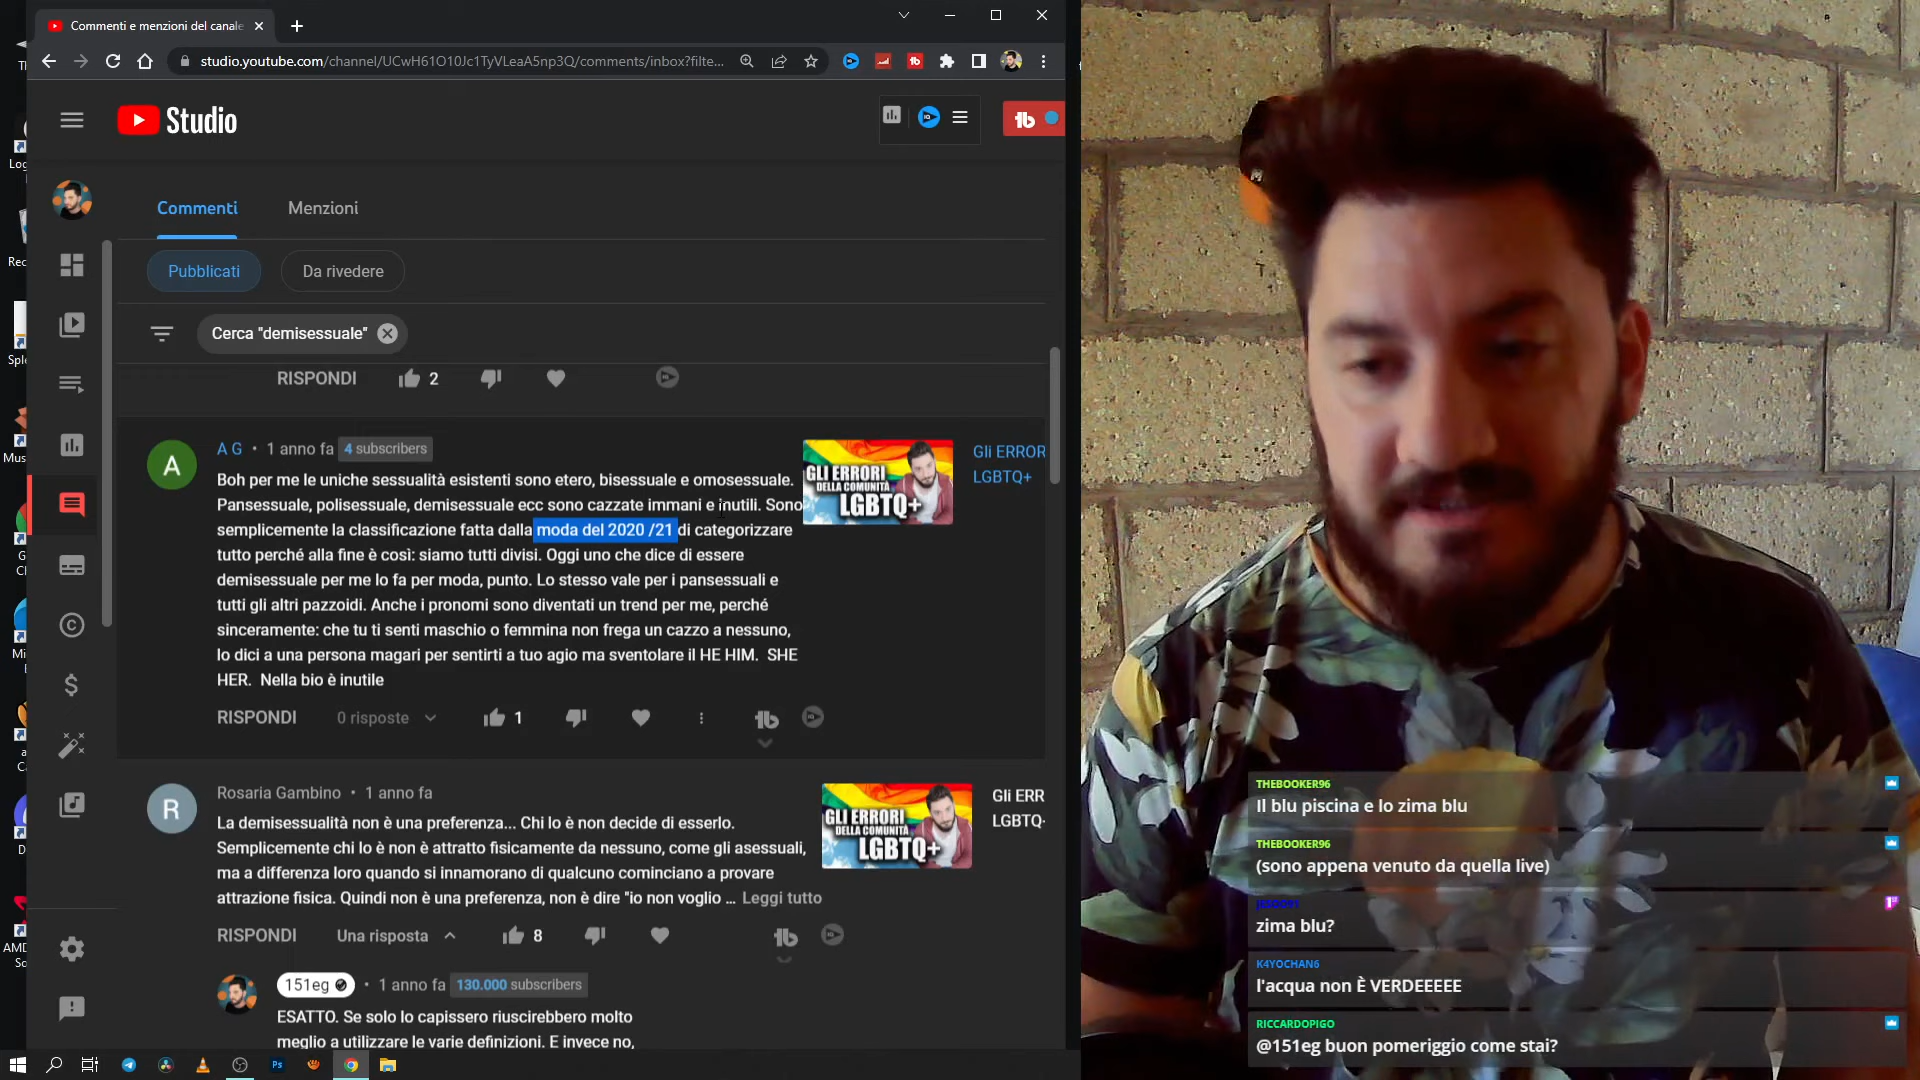 Commenti e menzioni del canale
studio.youtube.com/channel/UCwH61O10Jc1TyVLeaA5np3Q/comments/inbox?filte...
Studio
Commenti
Menzioni
Pubblicati
Da rivedere
Cerca "demisessuale"
RISPONDI
2
A
A G • 1 anno fa 4 subscribers
Boh per me le uniche sessualità esistenti sono etero, bisessuale e omosessuale.
Pansessuale, polisessuale, demisessuale ecc sono cazzate immani e inutili. Sono
semplicemente la classificazione fatta dalla moda del 2020 /21 di categorizzare
tutto perché alla fine è così: siamo tutti divisi. Oggi uno che dice di essere
demisessuale per me lo fa per moda, punto. Lo stesso vale per i pansessuali e
tutti gli altri pazzoidi. Anche i pronomi sono diventati un trend per me, perché
sinceramente: che tu ti senti maschio o femmina non frega un cazzo a nessuno,
lo dici a una persona magari per sentirti a tuo agio ma sventolare il HE HIM. SHE
HER. Nella bio è inutile
GLI ERRORI
DELLA COMUNITÀ
LGBTQ+
Gli ERROR
LGBTQ+
RISPONDI
0 risposte
1
R
Rosaria Gambino • 1 anno fa
La demisessualità non è una preferenza... Chi lo è non decide di esserlo.
Semplicemente chi lo è non è attratto fisicamente da nessuno, come gli asessuali,
ma a differenza loro quando si innamorano di qualcuno cominciano a provare
attrazione fisica. Quindi non è una preferenza, non è dire "io non voglio ... Leggi tutto
GLI ERRORI
DELLA COMUNITÀ
LGBTQ+
Gli ERR
LGBTQ
RISPONDI
Una risposta
8
151eg • 1 anno fa 130.000 subscribers
ESATTO. Se solo lo capissero riuscirebbero molto
meglio a utilizzare le varie definizioni. E invece no,
THEBOOKER96
Il blu piscina e lo zima blu
THEBOOKER96
(sono appena venuto da quella live)
zima blu?
K4YOCHAN6
l'acqua non È VERDEEEEE
RICCARDOPIGO
@151eg buon pomeriggio come stai?